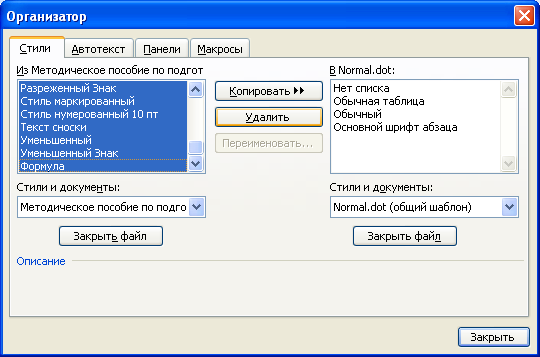 Организатор
Стили
Автотекст
Панели
Макросы
Из Методическое пособие по подгот
В Normal.dot:
Разреженный Знак
Стиль маркированный
Стиль нумерованный 10 пт
Текст сноски
Уменьшенный
Уменьшенный Знак
Формула
Копировать
Удалить
Переименовать...
Нет списка
Обычная таблица
Обычный
Основной шрифт абзаца
Стили и документы:
Стили и документы:
Методическое пособие по подго
Normal.dot (общий шаблон)
Закрыть файл
Закрыть файл
Описание
Закрыть